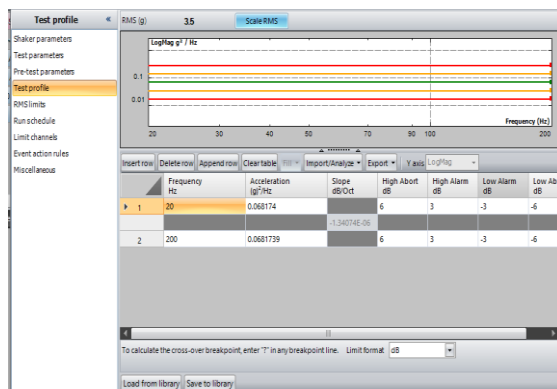 Test profile «
Shaker parameters
Test parameters
Pre-test parameters
Test profile
RMS limits
Run schedule
Limit channels
Event action rules
Miscellaneous
RMS (g) 3.5 Scale RMS
LogMag g² / Hz
0.1
0.01
Frequency (Hz)
20 30 40 50 60 70 80 90 100 200
Insert row Delete row Append row Clear table Fill Import/Analyze Export Y axis LogMag
Frequency Hz Acceleration (g)²/Hz Slope dB/Oct High Abort dB High Alarm dB Low Alarm dB Low Ab dB
1 20 0.068174 6 3 -3 -6
-1.34074E-06
2 200 0.0681739 6 3 -3 -6
To calculate the cross-over breakpoint, enter "?" in any breakpoint line. Limit format dB
Load from library Save to library